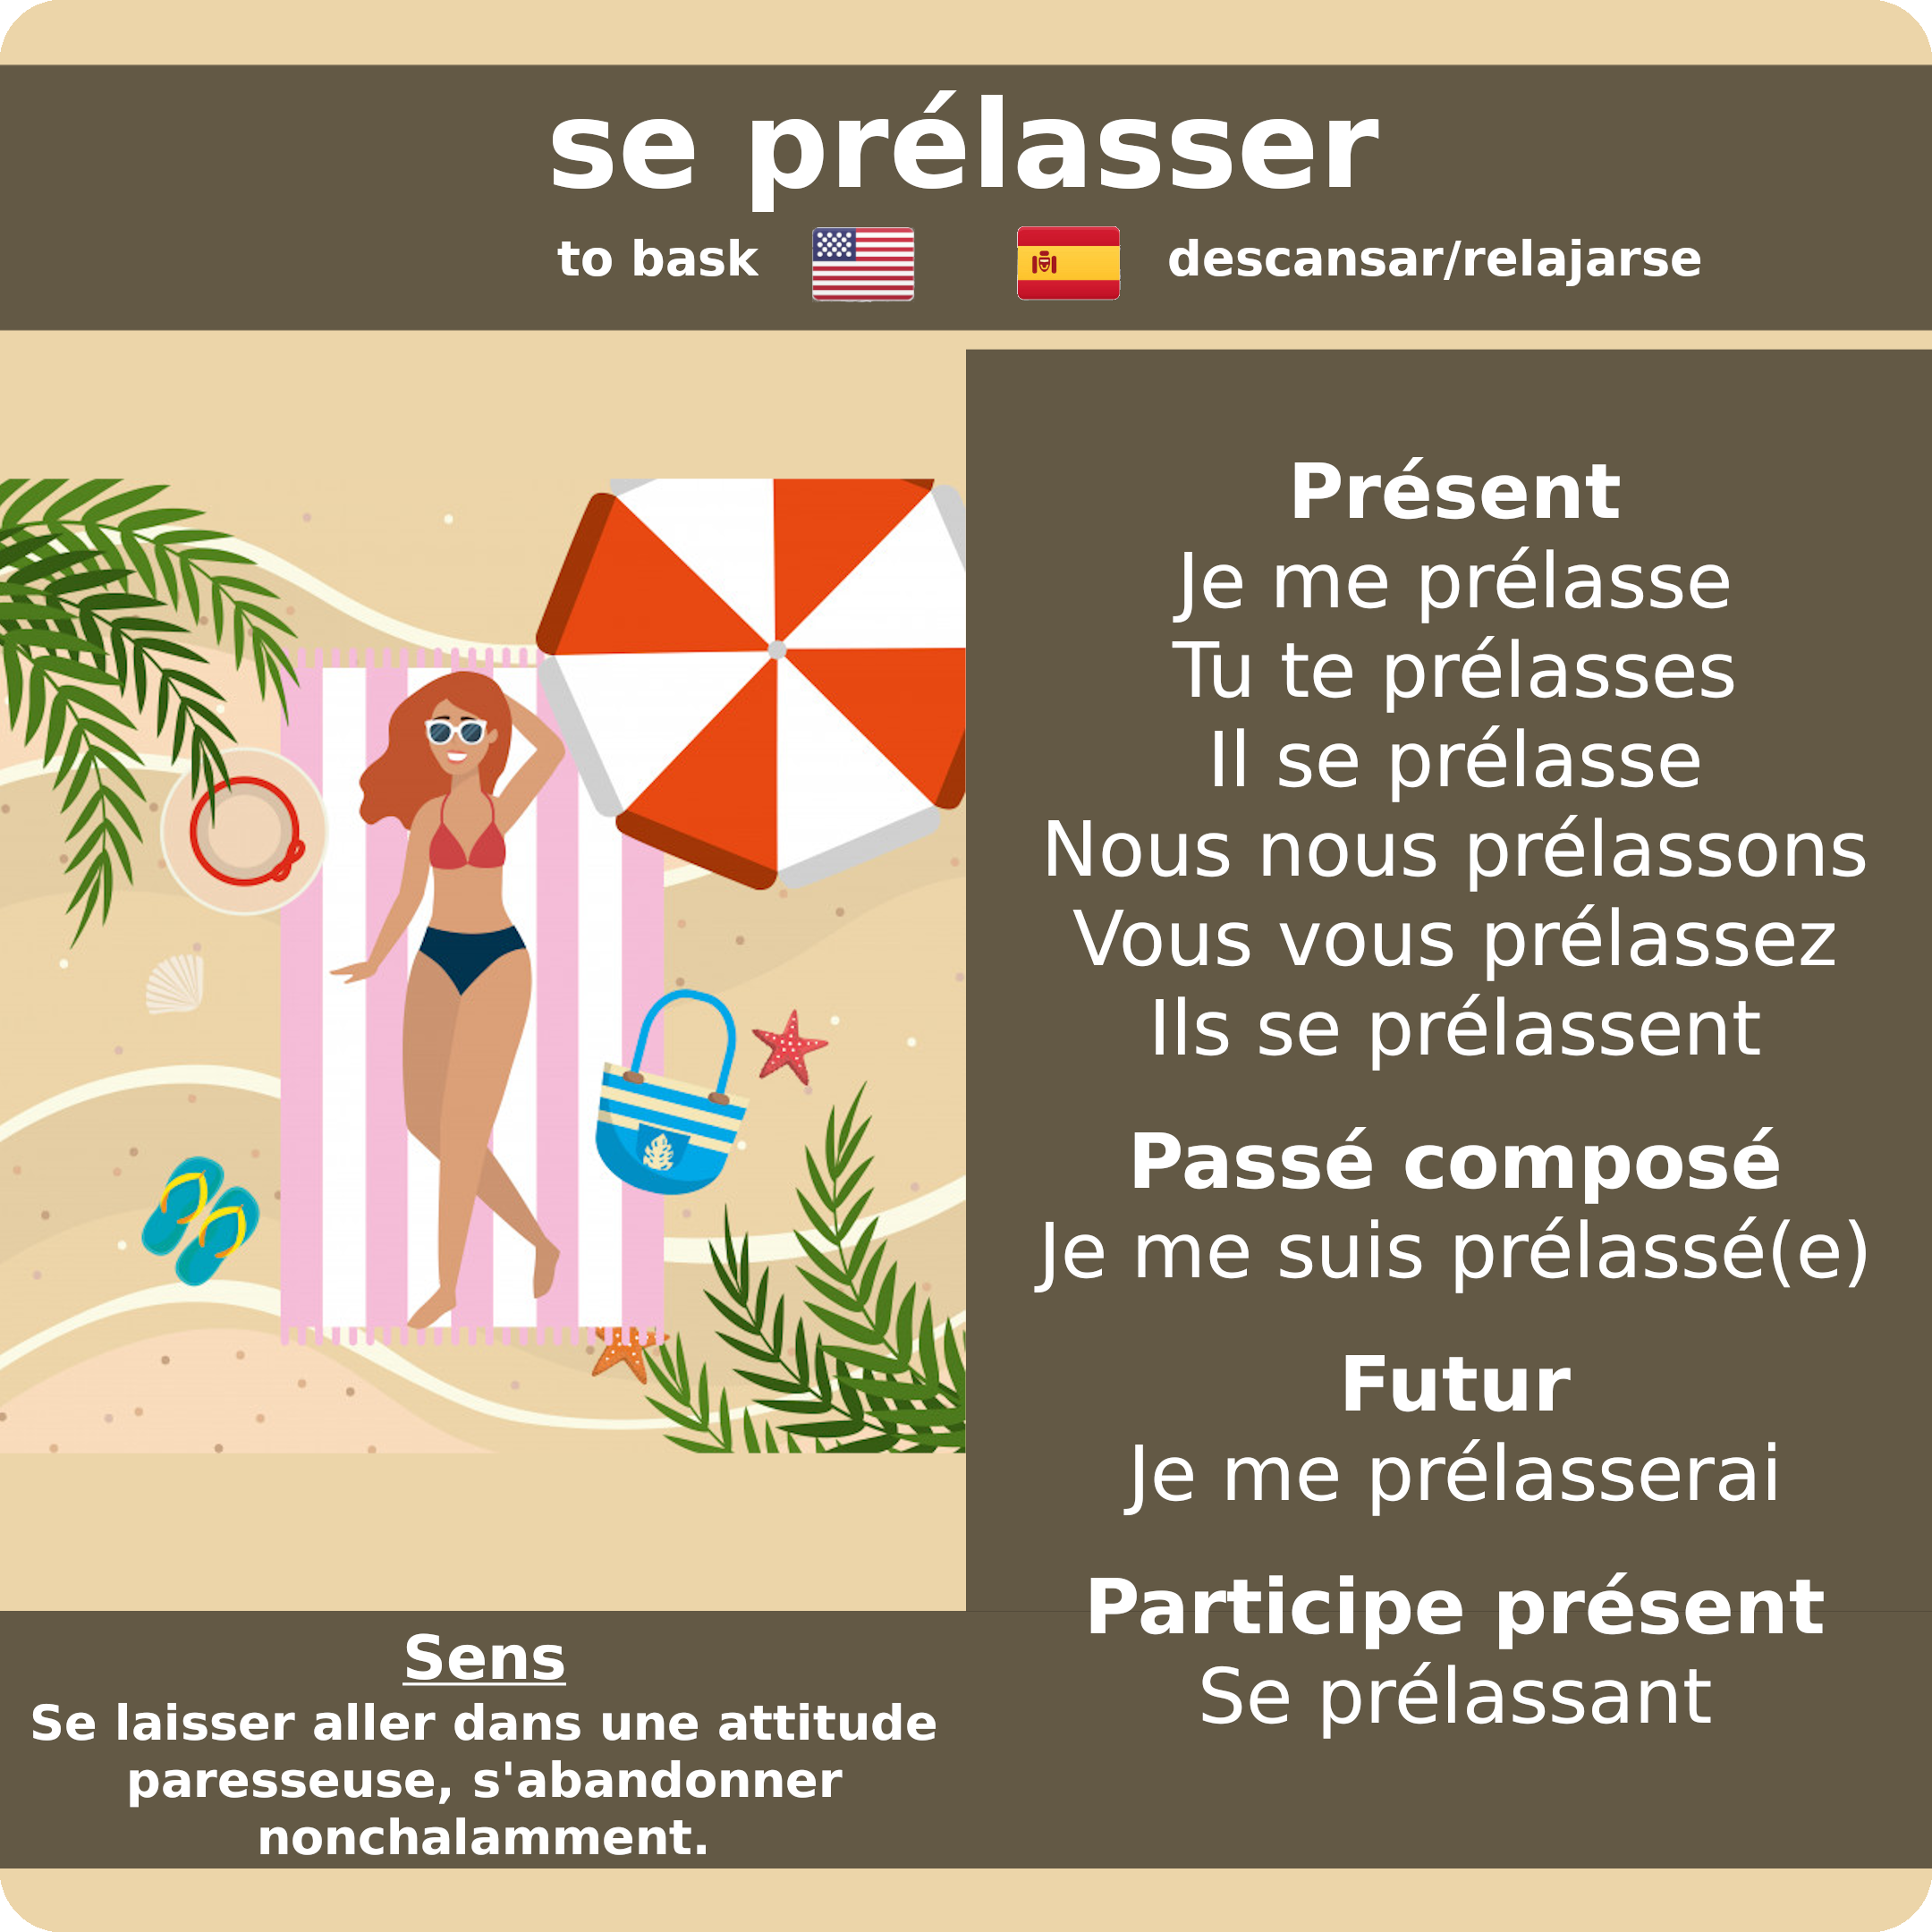 se prélasser
to bask descansar/relajarse
Présent
Je me prélasse
Tu te prélasses
Il se prélasse
Nous nous prélassons
Vous vous prélassez
Ils se prélassent
Passé composé
Je me suis prélassé(e)
Futur
Je me prélasserai
Participe présent
Se prélassant
Sens
Se laisser aller dans une attitude
paresseuse, s'abandonner
nonchalamment.